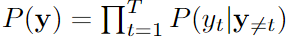 P(𝐲) = ∏_{t=1}^{T} P(y_t|𝐲_{≠t})